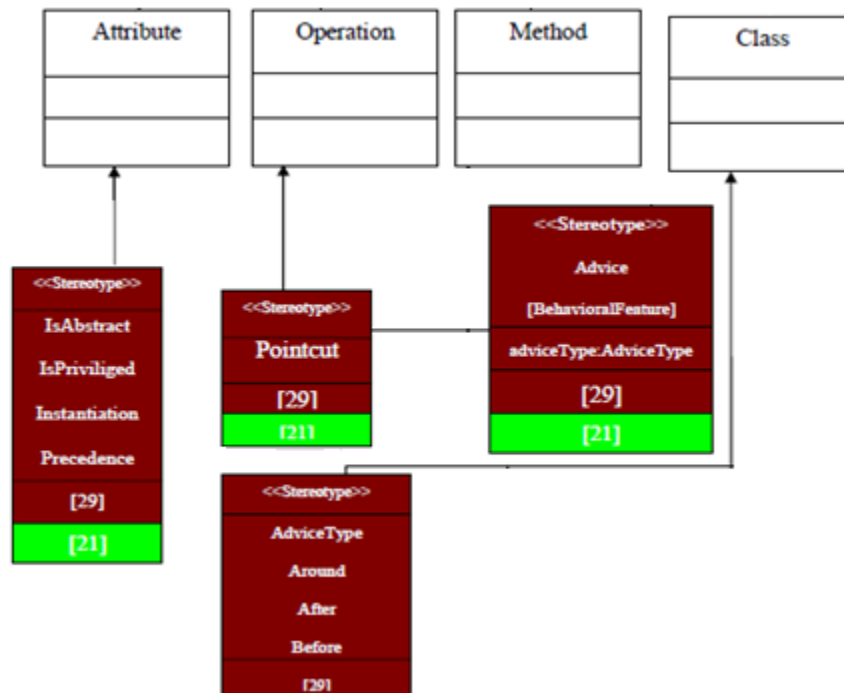 Attribute
Operation
Method
Class
<<Stereotype>>
IsAbstract
IsPriviliged
Instantiation
Precedence
[29]
[21]
<<Stereotype>>
Pointcut
[29]
[21]
<<Stereotype>>
Advice
[BehavioralFeature]
adviceType:AdviceType
[29]
[21]
<<Stereotype>>
AdviceType
Around
After
Before
[29]